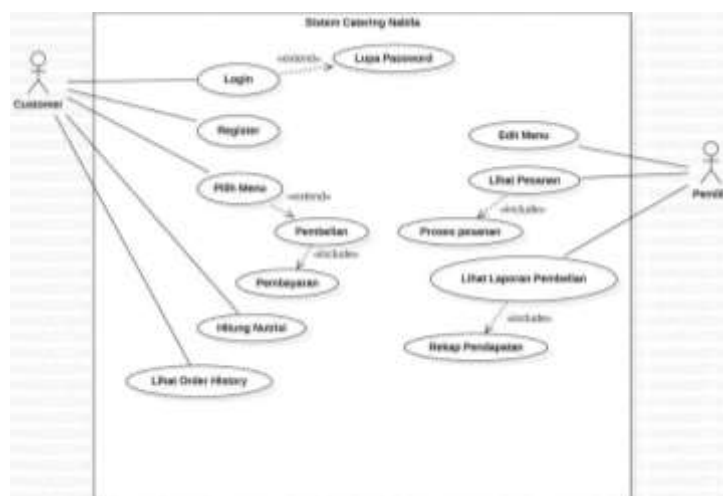 Sistem Catering Nabila
Customer
Login
«extend»
Lupa Password
Register
Pilih Menu
«extend»
Pembelian
«include»
Pembayaran
Hitung Nutrisi
Lihat Order History
Edit Menu
Lihat Pesanan
«include»
Proses pesanan
Lihat Laporan Pembelian
«include»
Rekap Pendapatan